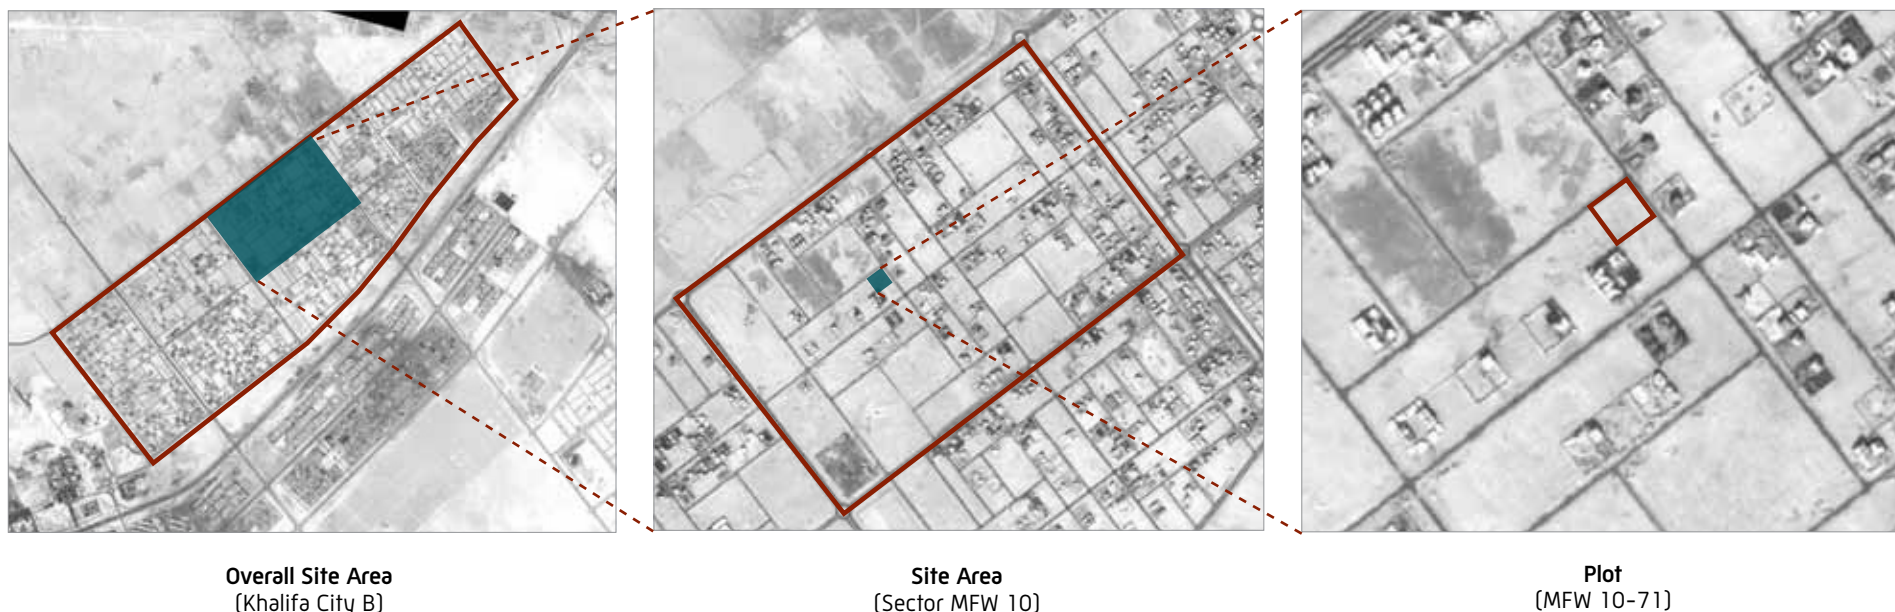 Overall Site Area
(Khalifa City B)
Site Area
(Sector MFW 10)
Plot
(MFW 10-71)